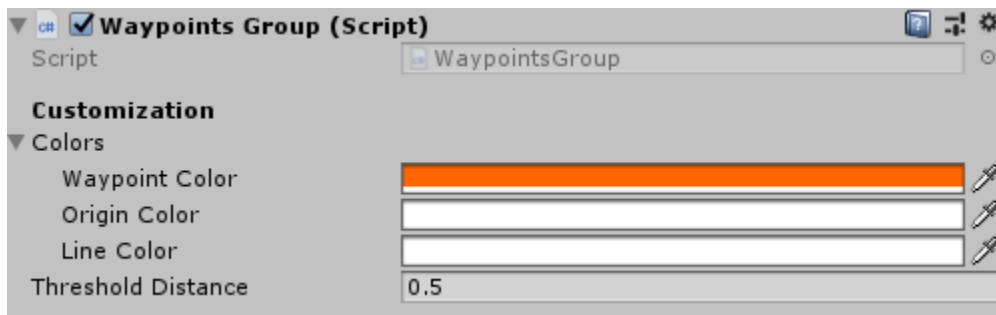 Waypoints Group (Script)
Script WaypointsGroup
Customization
Colors
Waypoint Color
Origin Color
Line Color
Threshold Distance 0.5